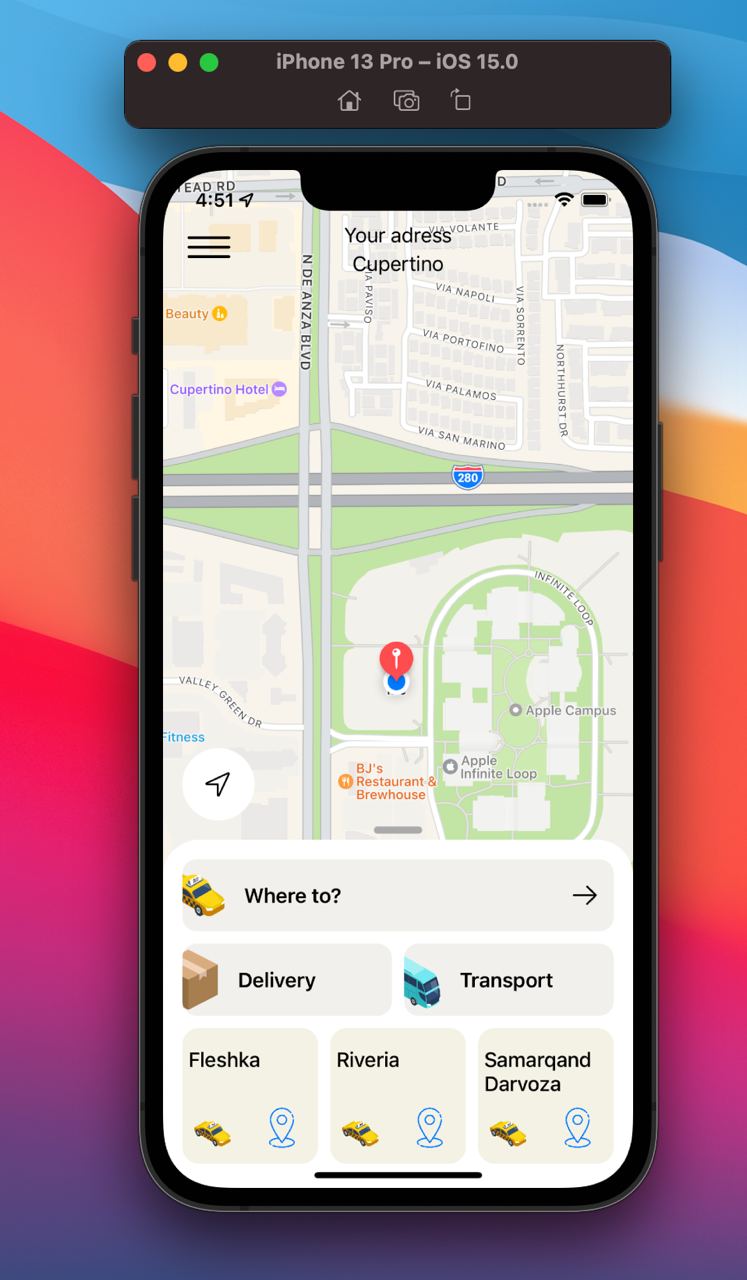 iPhone 13 Pro – iOS 15.0
TEAD RD
D
4:51
Your adress
Cupertino
VIA VOLANTE
N DE ANZA BLVD
VIA PAVISO
VIA NAPOLI
VIA SORRENTO
Beauty
VIA PORTOFINO
NORTHHURST DR
Cupertino Hotel
VIA PALAMOS
VIA SAN MARINO
280
INFINITE LOOP
VALLEY GREEN DR
Apple Campus
Fitness
Apple
Infinite Loop
BJ's
Restaurant &
Brewhouse
Where to?
Delivery
Transport
Fleshka
Riveria
Samarqand
Darvoza